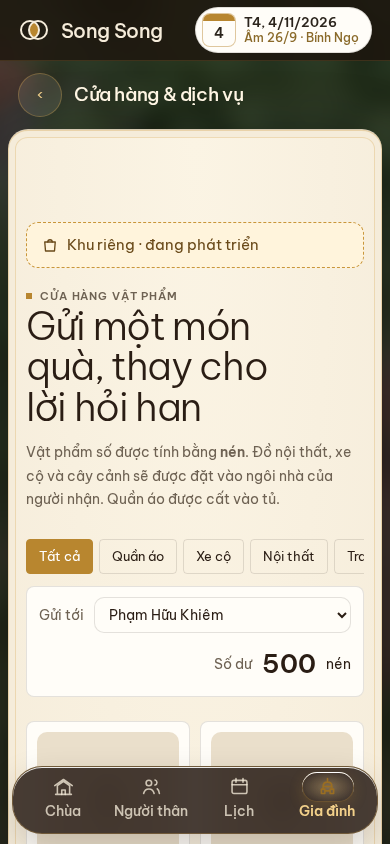 Song Song
4
T4, 4/11/2026
Âm 26/9 · Bính Ngọ
‹
Cửa hàng & dịch vụ
Khu riêng · đang phát triển
CỬA HÀNG VẬT PHẨM
Gửi một món
quà, thay cho
lời hỏi han
Vật phẩm số được tính bằng nén. Đồ nội thất, xe
cộ và cây cảnh sẽ được đặt vào ngôi nhà của
người nhận. Quần áo được cất vào tủ.
Tất cả
Quần áo
Xe cộ
Nội thất
Gửi tới
Phạm Hữu Khiêm
Số dư 500 nén
Chùa
Người thân
Lịch
Gia đình